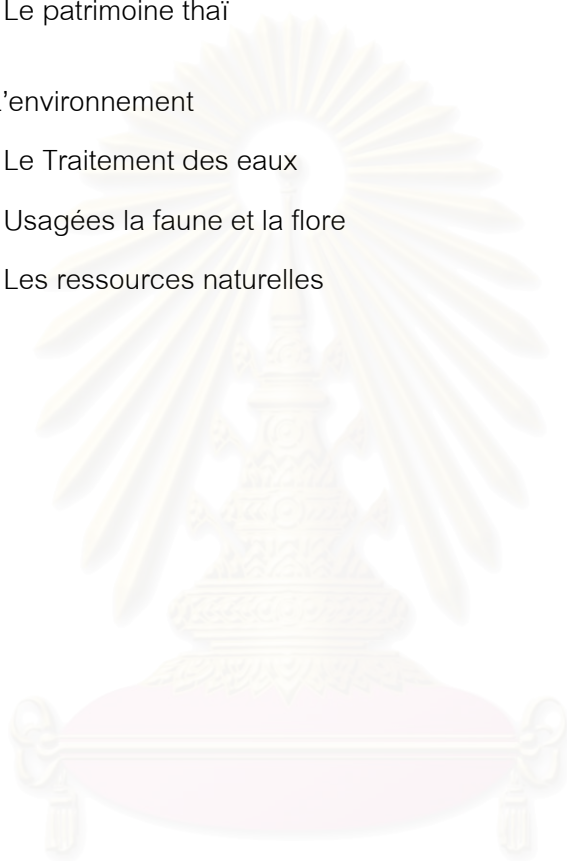 Le patrimoine thaï
'environnement
Le Traitement des eaux
Usagées la faune et la flore
Les ressources naturelles